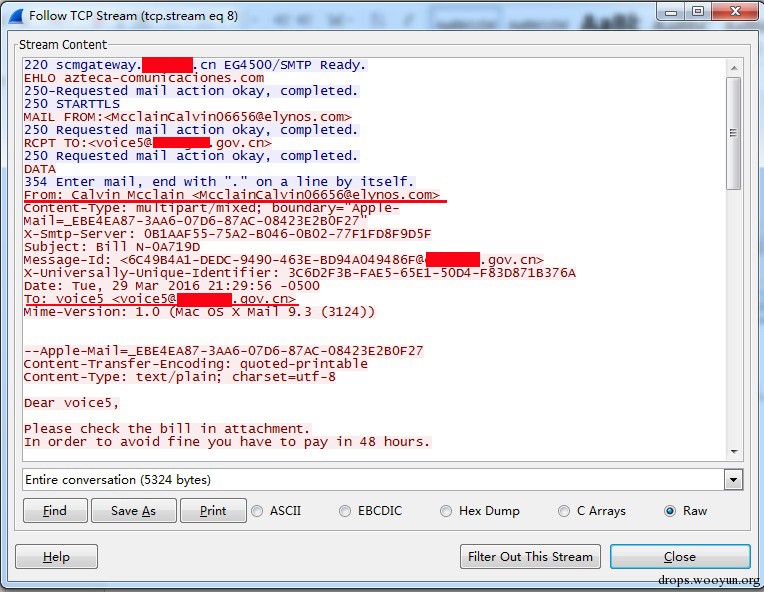 Follow TCP Stream (tcp.stream eq 8)
Stream Content
220 scmgateway. .cn EG4500/SMTP Ready.
EHLO azteca-comunicaciones.com
250-Requested mail action okay, completed.
250 STARTTLS
MAIL FROM:<McclainCalvin06656@elynos.com>
250 Requested mail action okay, completed.
RCPT TO:<voice5@ .gov.cn>
250 Requested mail action okay, completed.
DATA
354 Enter mail, end with "." on a line by itself.
From: Calvin Mcclain <McclainCalvin06656@elynos.com>
Content-Type: multipart/mixed; boundary="Apple-
Mail=_EBE4EA87-3AA6-07D6-87AC-08423E2B0F27"
X-Smtp-Server: 0B1AAF55-75A2-B046-0B02-77F1FD8F9D5F
Subject: Bill N-0A719D
Message-Id: <6C49B4A1-DEDC-9490-463E-BD94A049486F@ .gov.cn>
X-Universally-Unique-Identifier: 3C6D2F3B-FAE5-65E1-50D4-F83D871B376A
Date: Tue, 29 Mar 2016 21:29:56 -0500
To: voice5 <voice5@ .gov.cn>
Mime-Version: 1.0 (Mac OS X Mail 9.3 (3124))
--Apple-Mail=_EBE4EA87-3AA6-07D6-87AC-08423E2B0F27
Content-Transfer-Encoding: quoted-printable
Content-Type: text/plain; charset=utf-8
Dear voice5,
Please check the bill in attachment.
In order to avoid fine you have to pay in 48 hours.
Entire conversation (5324 bytes)
Find Save As Print ASCII EBCDIC Hex Dump C Arrays Raw
Help Filter Out This Stream Close
drops.wooyun.org